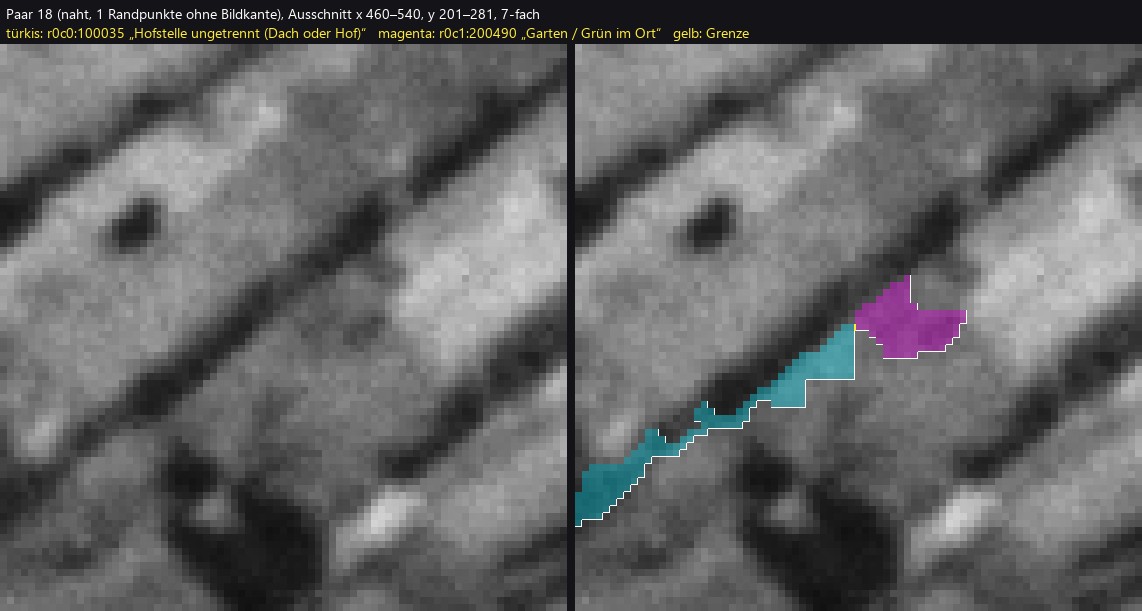 Paar 18 (naht, 1 Randpunkte ohne Bildkante), Ausschnitt x 460–540, y 201–281, 7-fach
türkis: r0c0:100035 „Hofstelle ungetrennt (Dach oder Hof)“ magenta: r0c1:200490 „Garten / Grün im Ort“ gelb: Grenze